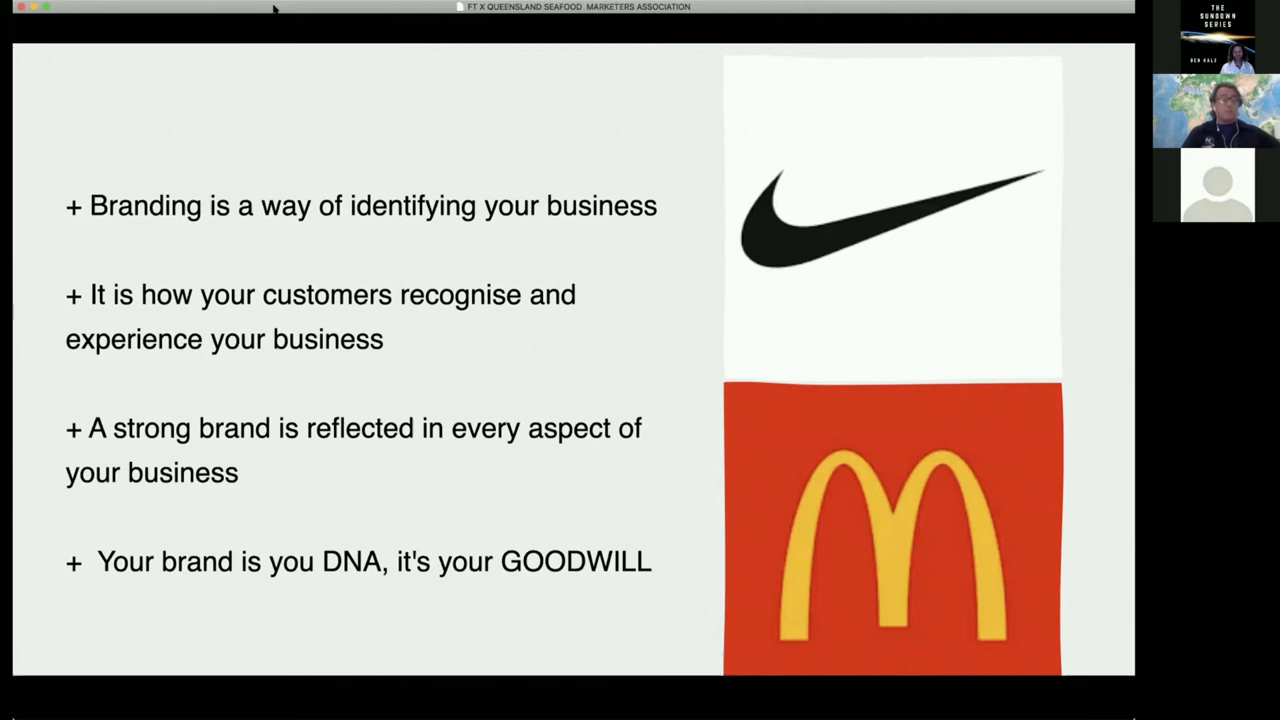 FT X QUEENSLAND SEAFOOD MARKETERS ASSOCIATION
THE
SUNDOWN
SERIES
BEN HALE
+ Branding is a way of identifying your business
+ It is how your customers recognise and
experience your business
+ A strong brand is reflected in every aspect of
your business
+ Your brand is you DNA, it's your GOODWILL